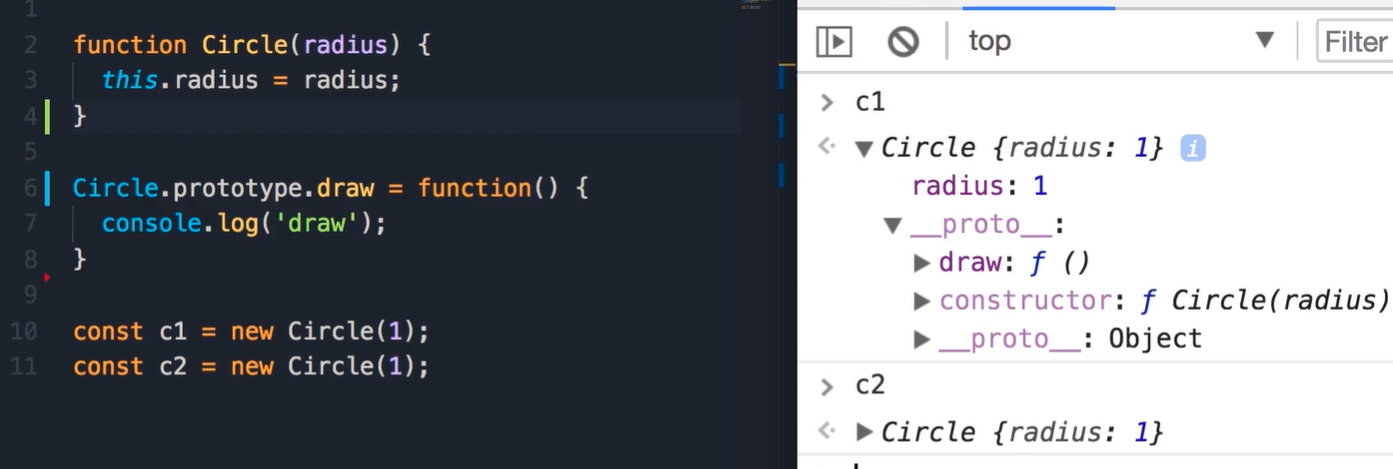 1
2 function Circle(radius) {
3 this.radius = radius;
4 }
5
6 Circle.prototype.draw = function() {
7 console.log('draw');
8 }
9
10 const c1 = new Circle(1);
11 const c2 = new Circle(1);
top
Filter
> c1
Circle {radius: 1} i
radius: 1
__proto__:
draw: ƒ ()
constructor: ƒ Circle(radius)
__proto__: Object
> c2
Circle {radius: 1}